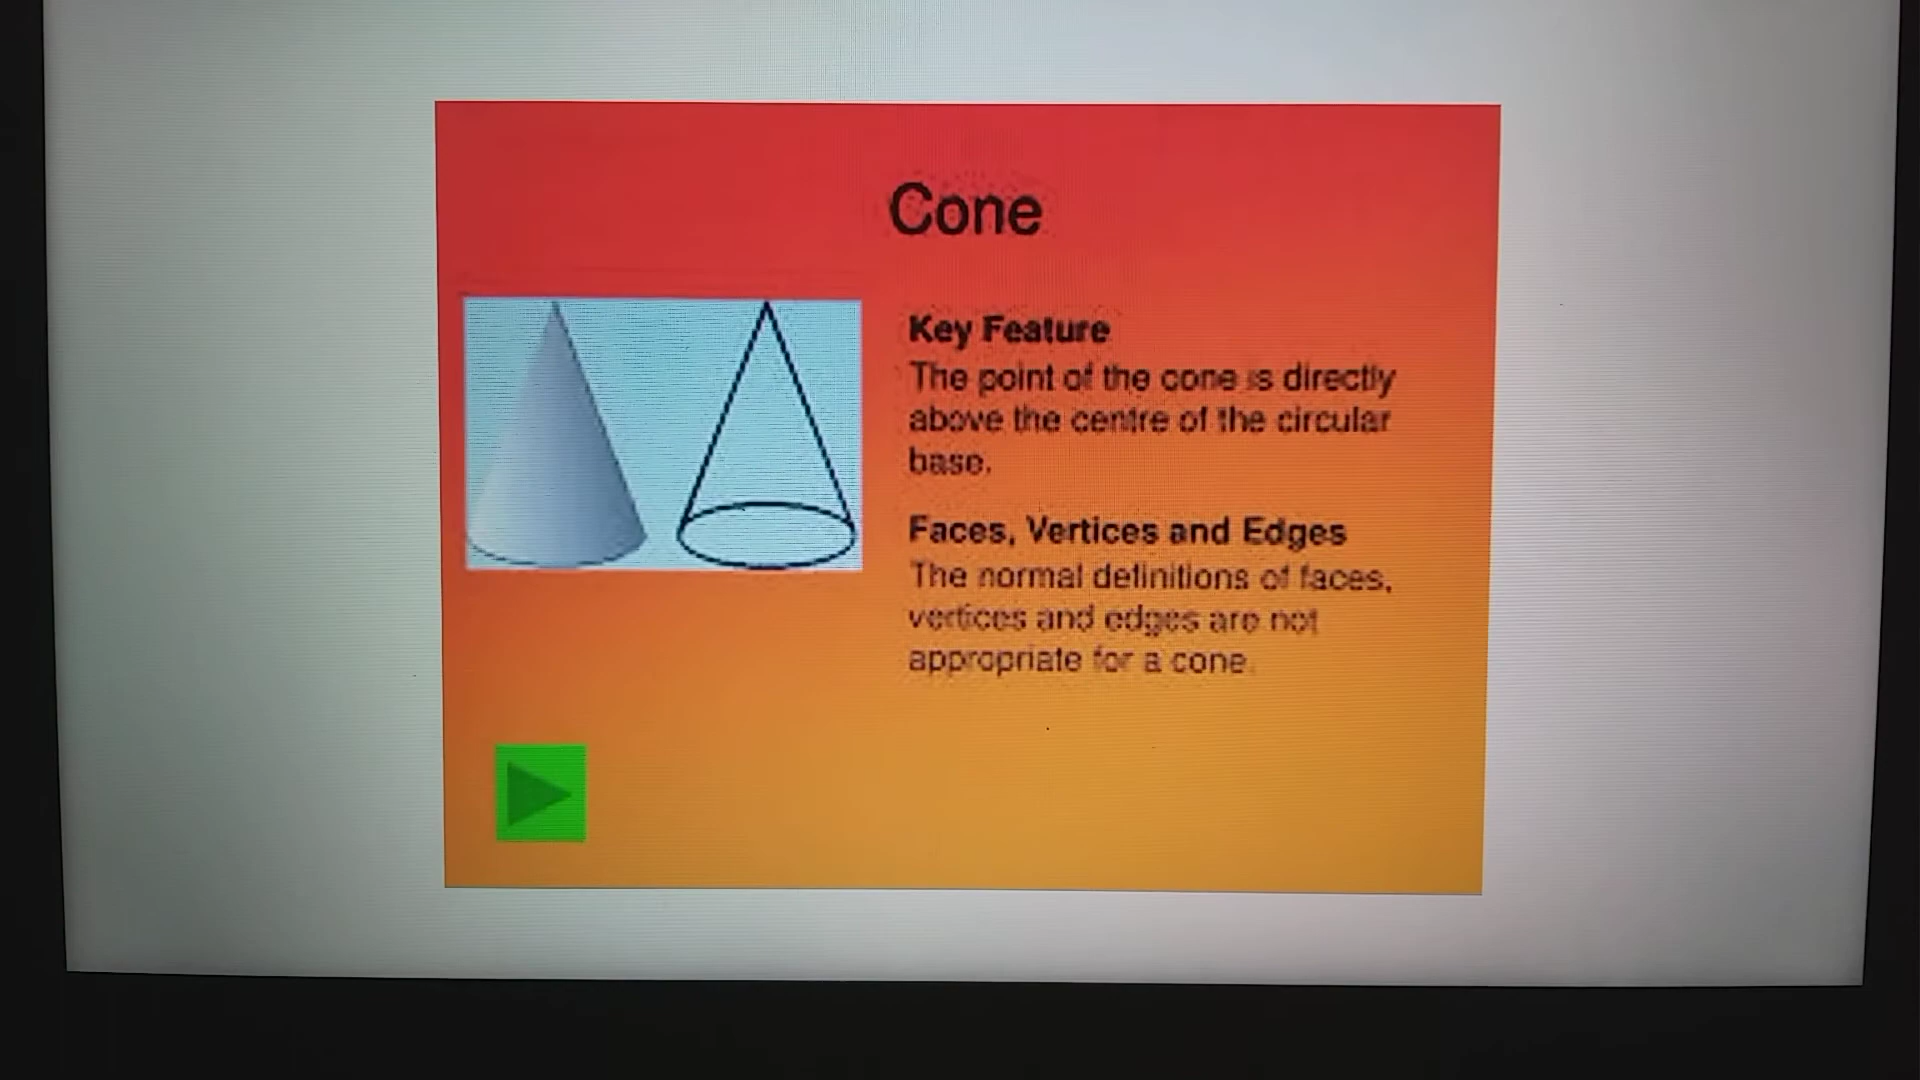 Cone
Key Feature
The point of the cone is directly
above the centre of the circular
base.
Faces, Vertices and Edges
The normal definitions of faces,
vertices and edges are not
appropriate for a cone.